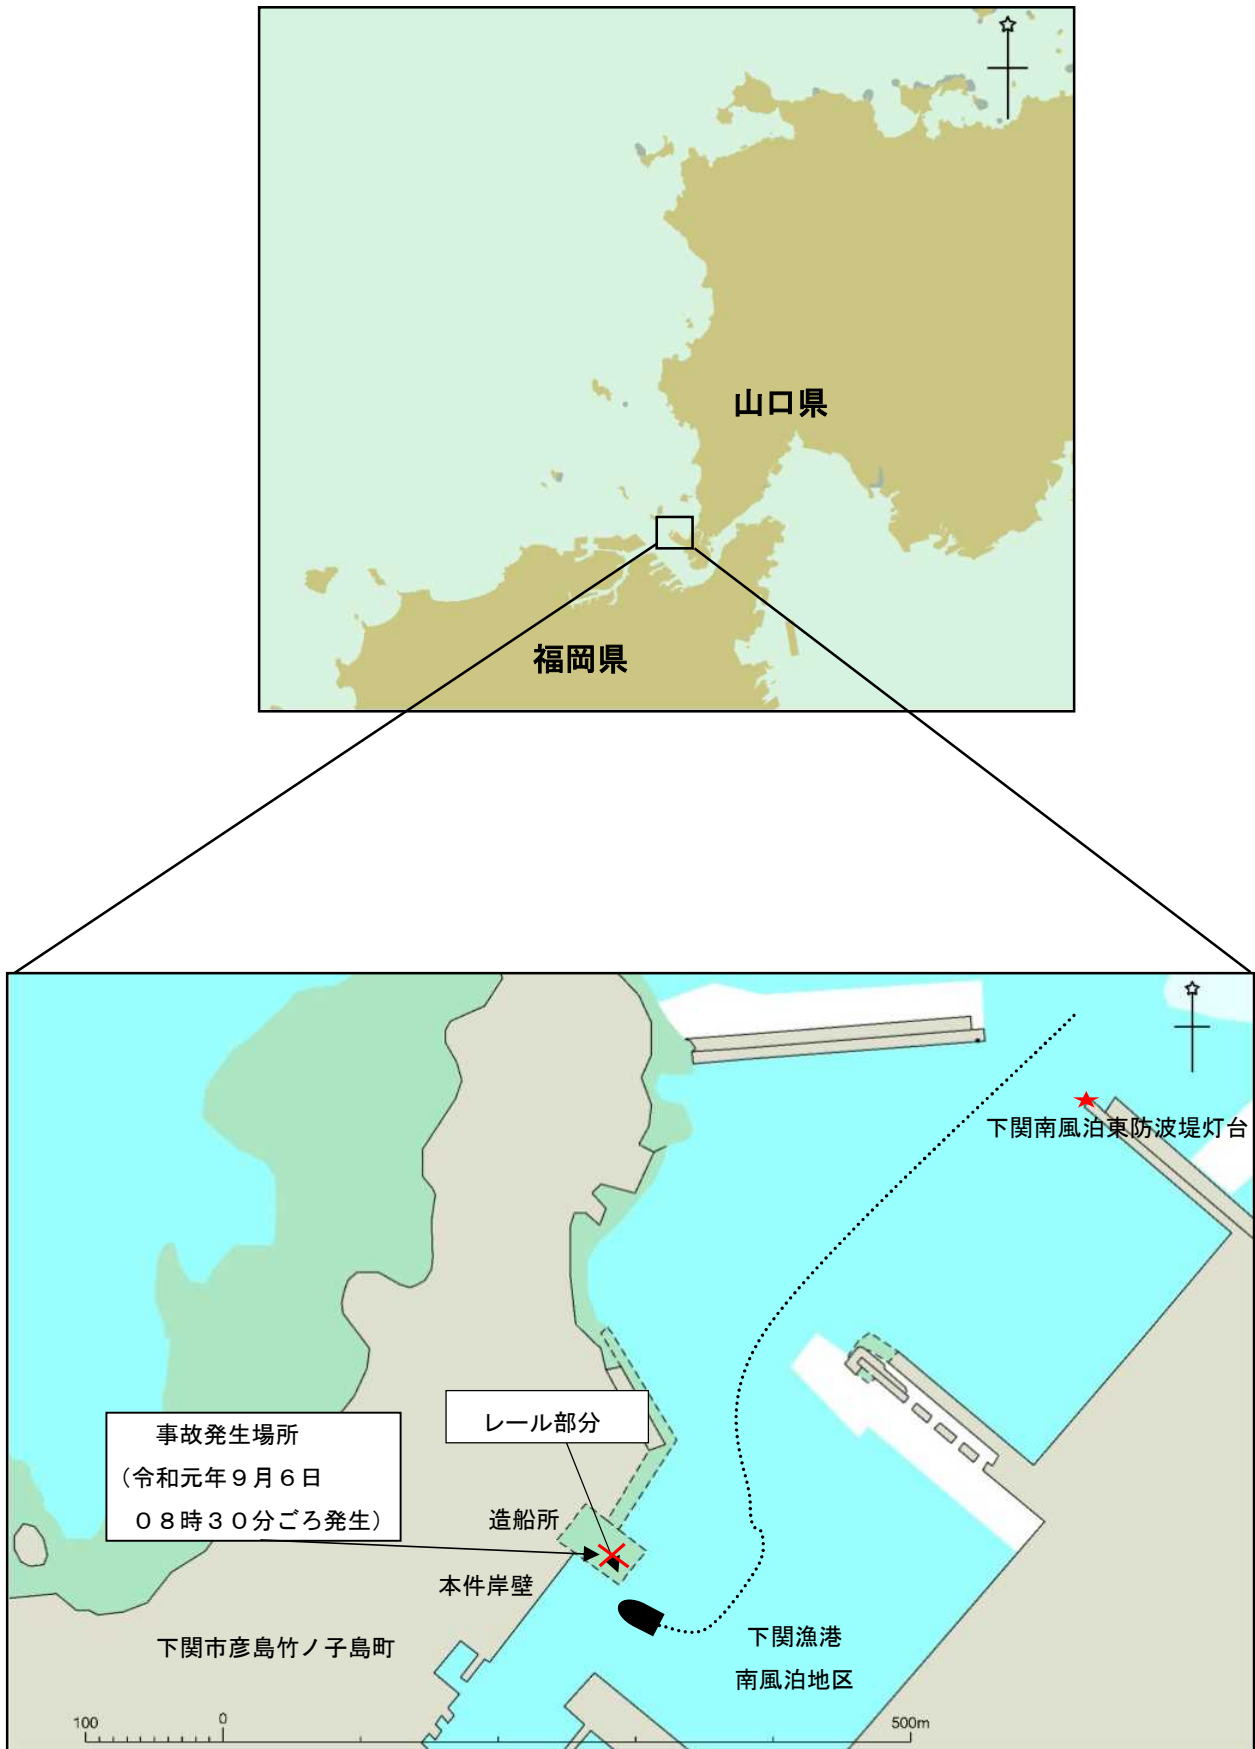 山口県
福岡県
下関南風泊東防波堤灯台
レール部分
事故発生場所
（令和元年９月６日
０８時３０分ごろ発生）
造船所
本件岸壁
下関市彦島竹ノ子島町
下関漁港
南風泊地区
100
0
500m